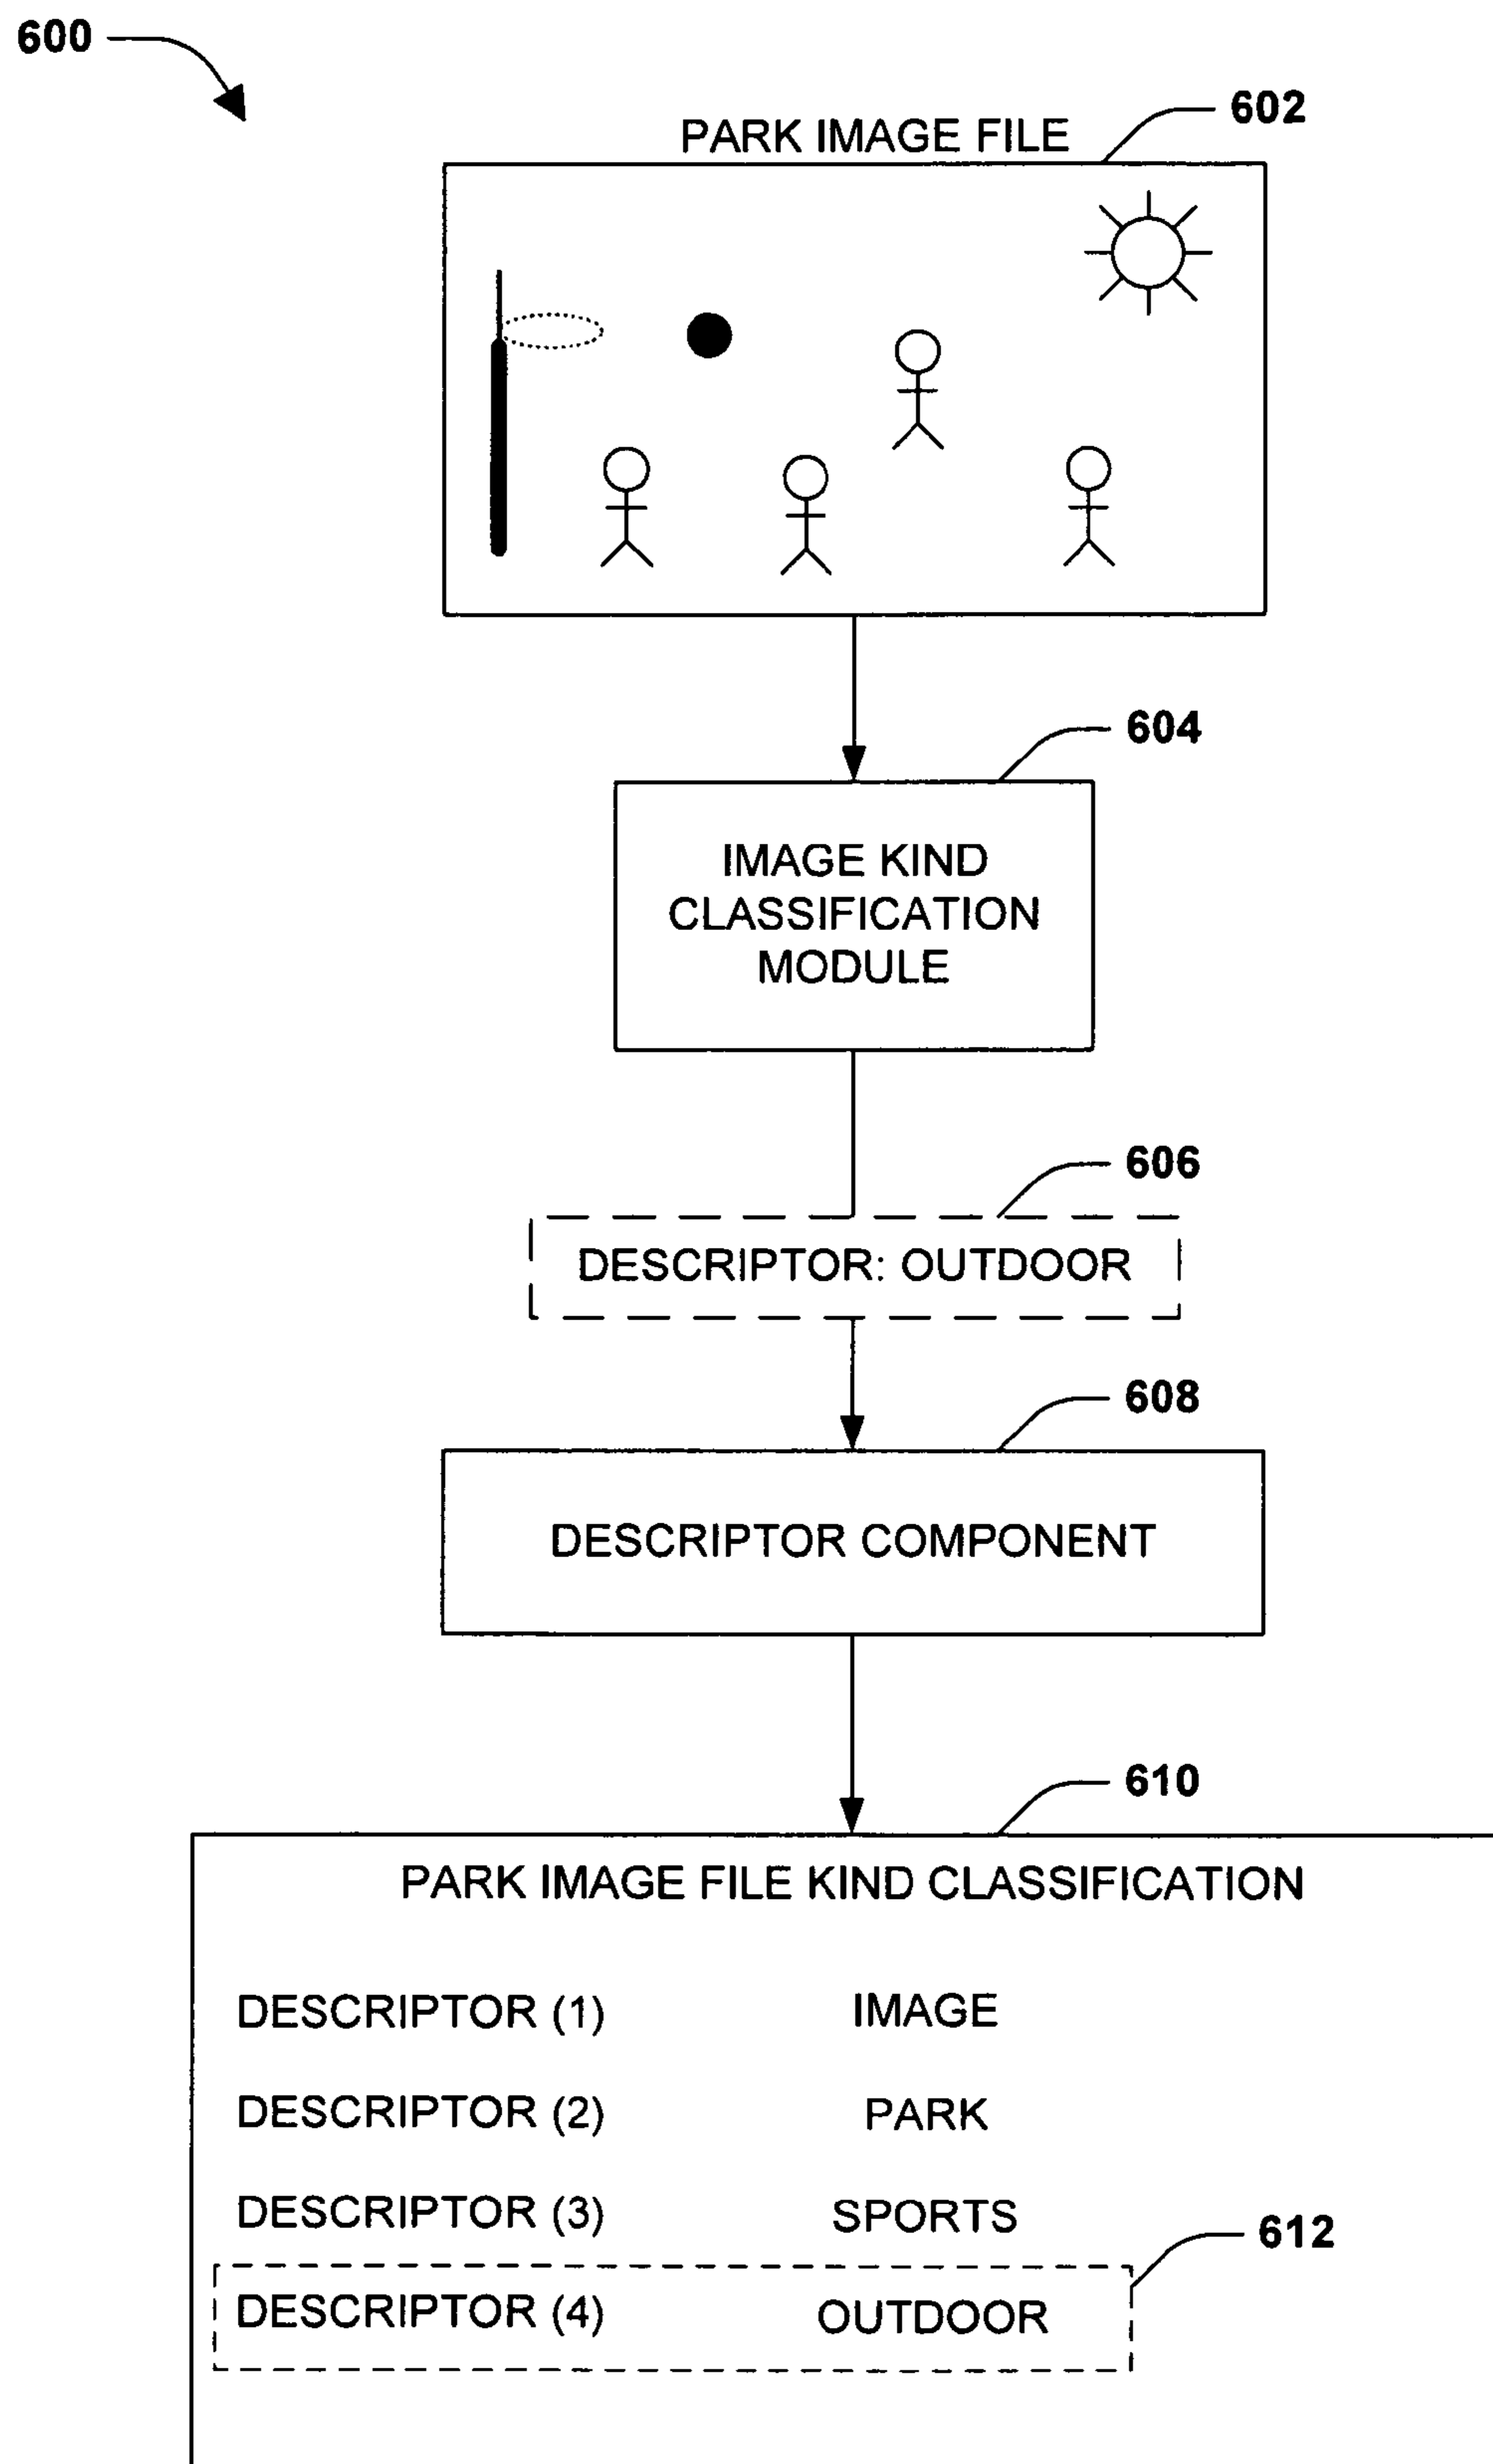 600
602
PARK IMAGE FILE
604
IMAGE KIND
CLASSIFICATION
MODULE
606
DESCRIPTOR: OUTDOOR
608
DESCRIPTOR COMPONENT
610
PARK IMAGE FILE KIND CLASSIFICATION
DESCRIPTOR (1) IMAGE
DESCRIPTOR (2) PARK
DESCRIPTOR (3) SPORTS
612
DESCRIPTOR (4) OUTDOOR